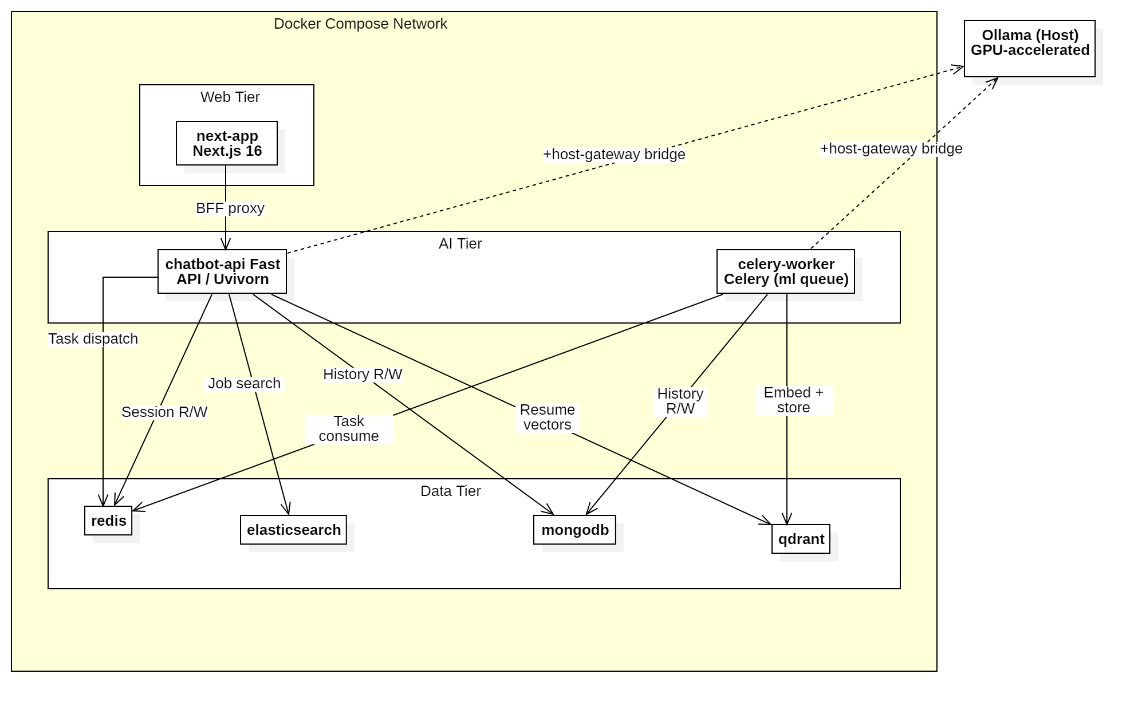 Docker Compose Network
Ollama (Host)
GPU-accelerated
Web Tier
next-app
Next.js 16
+host-gateway bridge
+host-gateway bridge
BFF proxy
AI Tier
chatbot-api Fast
API / Uvivorn
celery-worker
Celery (ml queue)
Task dispatch
History R/W
Job search
Session R/W
Task
consume
Resume
vectors
History
R/W
Embed +
store
Data Tier
redis
elasticsearch
mongodb
qdrant